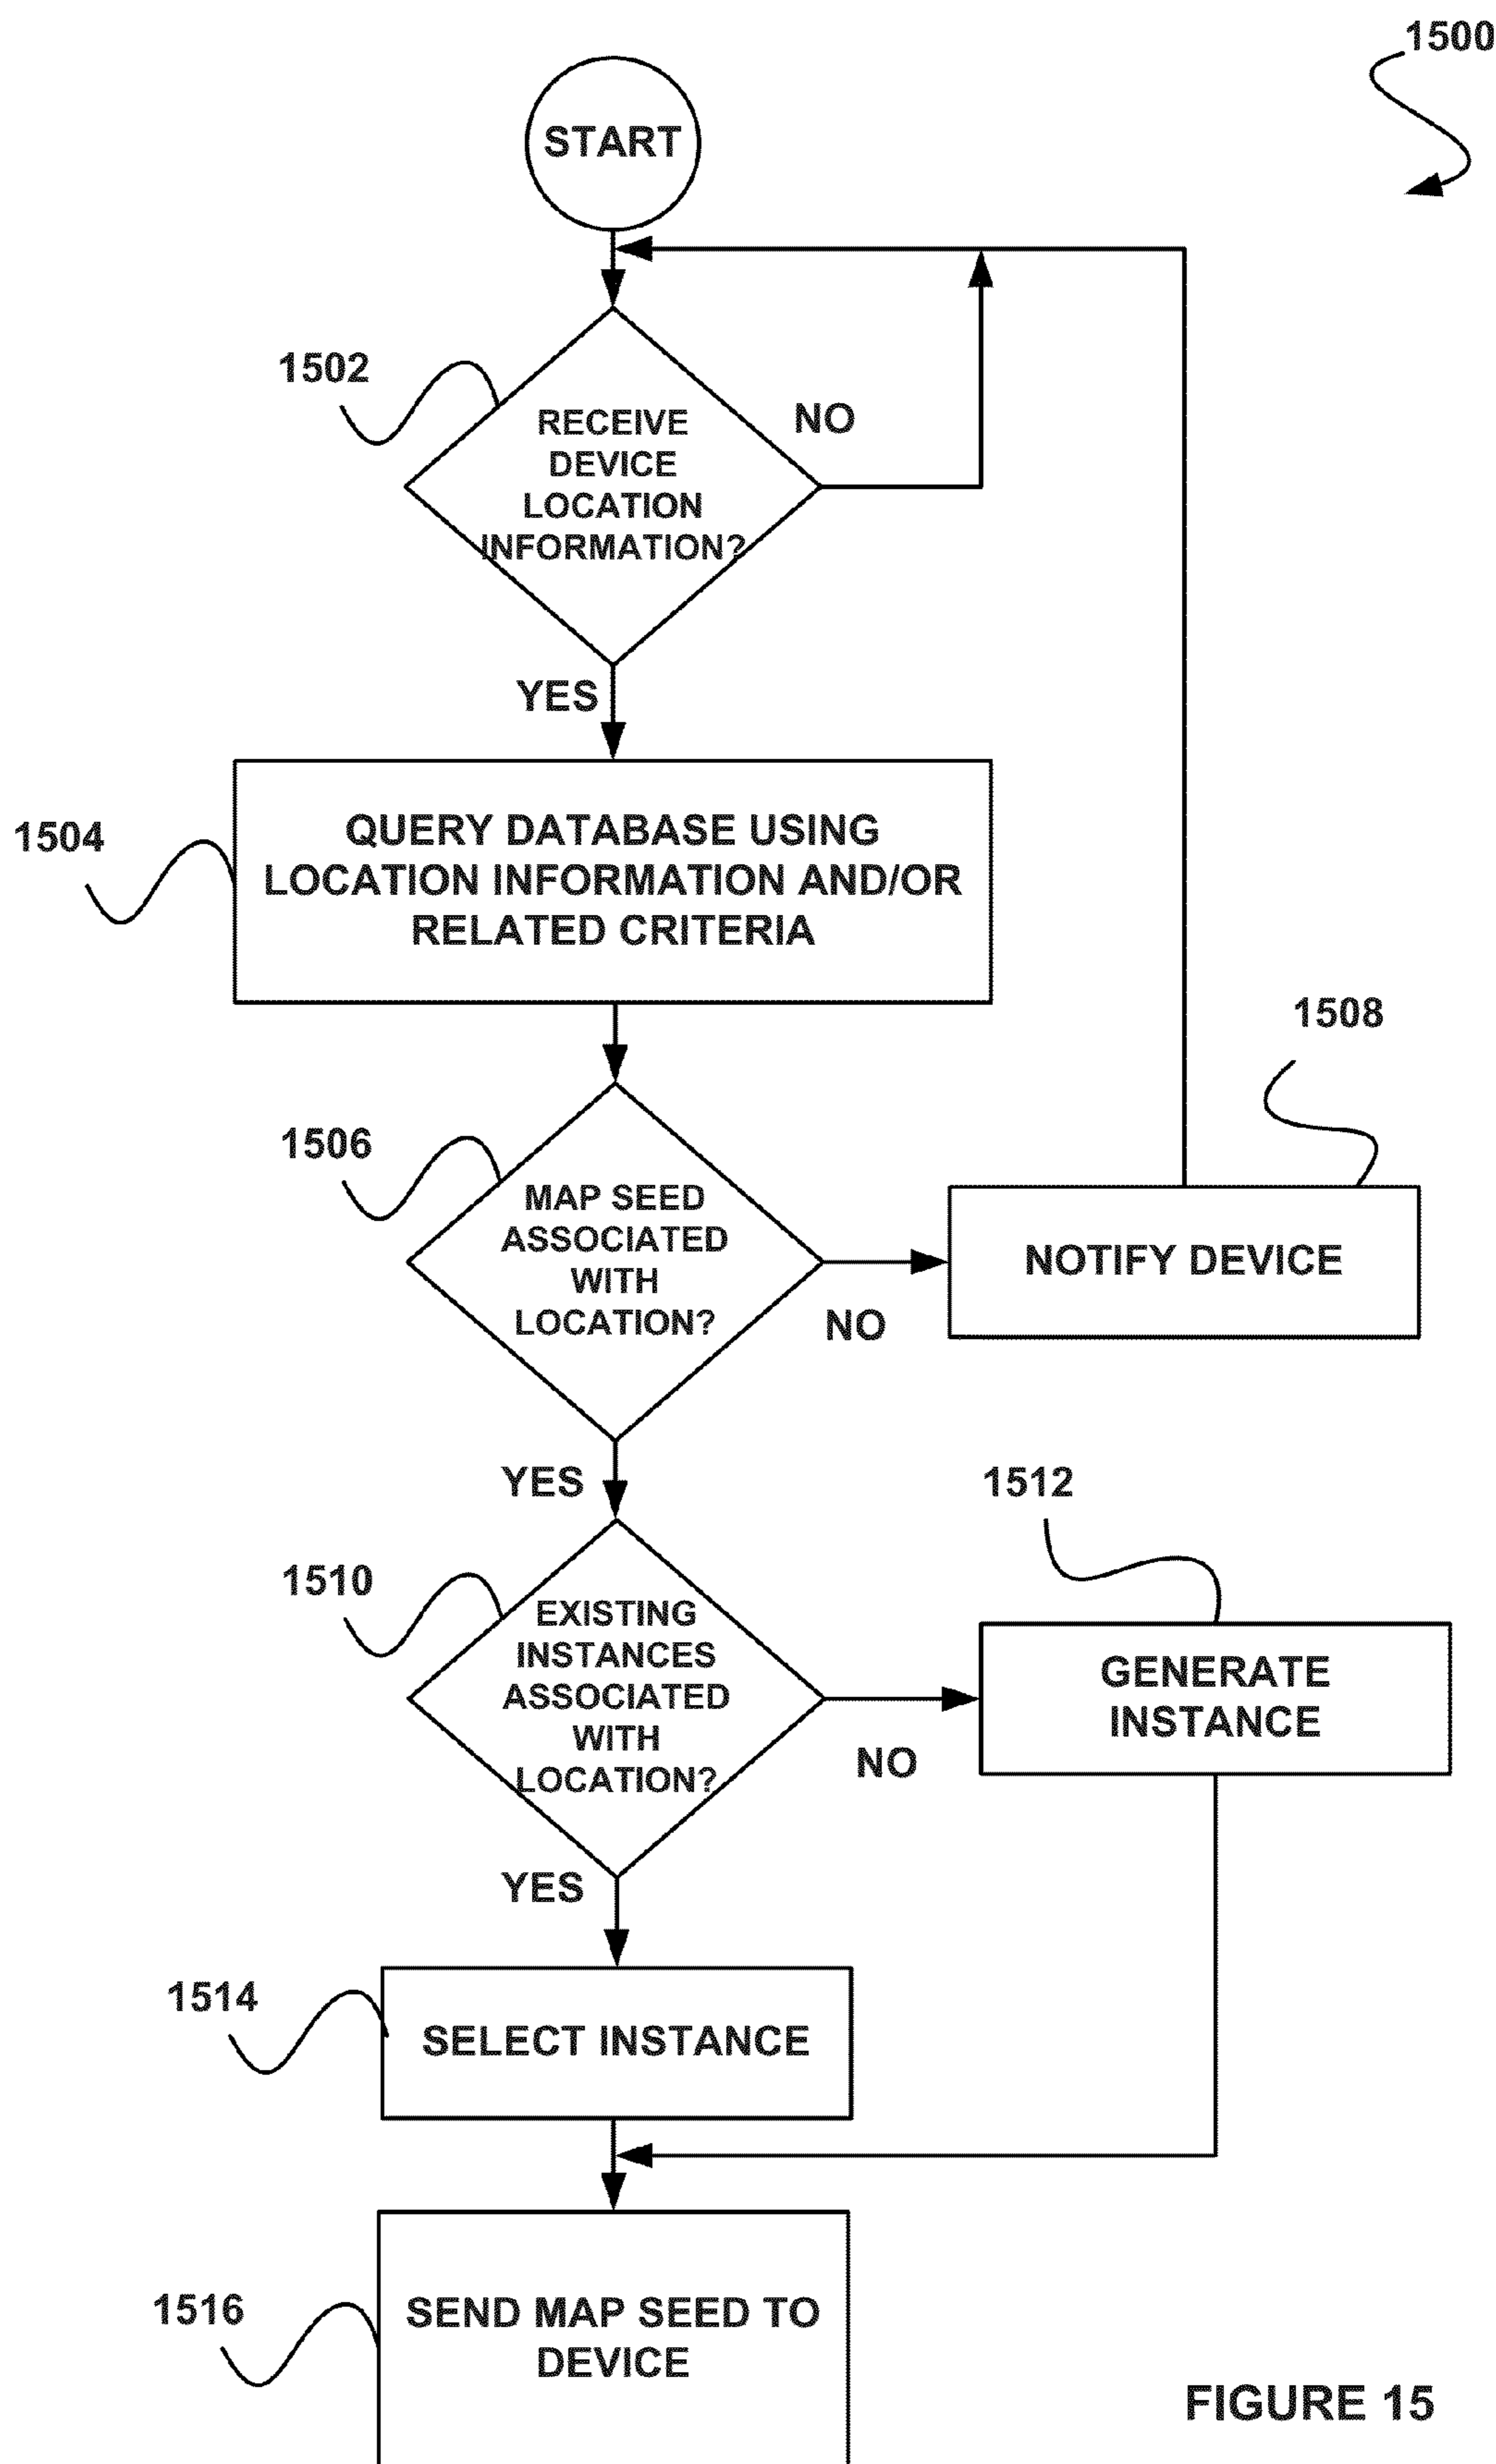 1500
START
1502
RECEIVE
DEVICE
LOCATION
INFORMATION?
NO
YES
1504
QUERY DATABASE USING
LOCATION INFORMATION AND/OR
RELATED CRITERIA
1508
1506
MAP SEED
ASSOCIATED
WITH
LOCATION?
NOTIFY DEVICE
NO
YES
1512
1510
EXISTING
INSTANCES
ASSOCIATED
WITH
LOCATION?
GENERATE
INSTANCE
NO
YES
1514
SELECT INSTANCE
1516
SEND MAP SEED TO
DEVICE
FIGURE 15